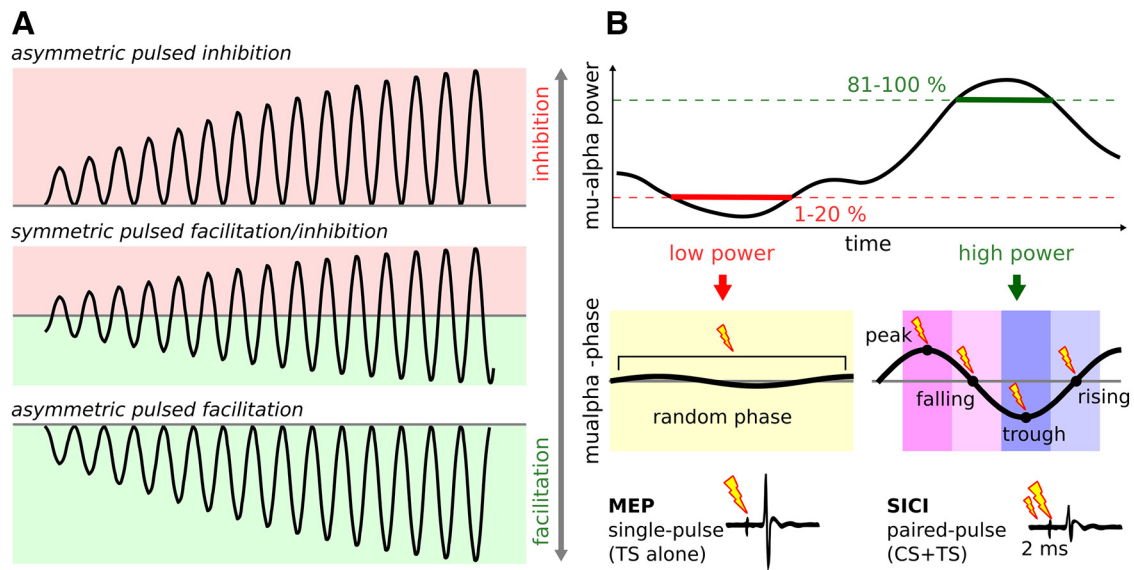 A
asymmetric pulsed inhibition
inhibition
symmetric pulsed facilitation/inhibition
asymmetric pulsed facilitation
facilitation
B
mu-alpha power
81-100 %
1-20 %
time
low power
high power
mualpha -phase
random phase
peak
falling
rising
trough
MEP
single-pulse
(TS alone)
SICI
paired-pulse
(CS+TS)
2 ms